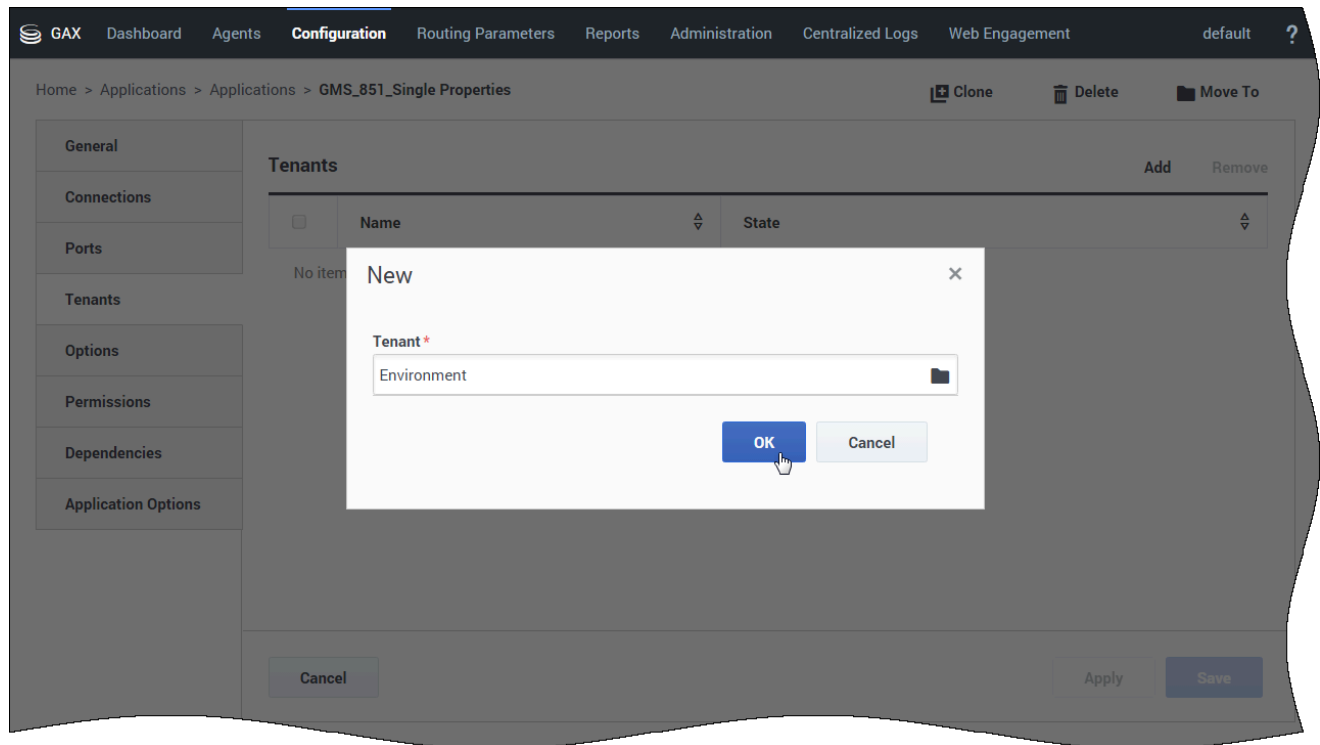 GAX Dashboard Agents Configuration Routing Parameters Reports Administration Centralized Logs Web Engagement default ?
Home > Applications > Applications > GMS_851_Single Properties Clone Delete Move To
General
Connections
Ports
Tenants
Options
Permissions
Dependencies
Application Options
Tenants Add Remove
Name State
No item
New ×
Tenant *
Environment
OK Cancel
Cancel Apply Save